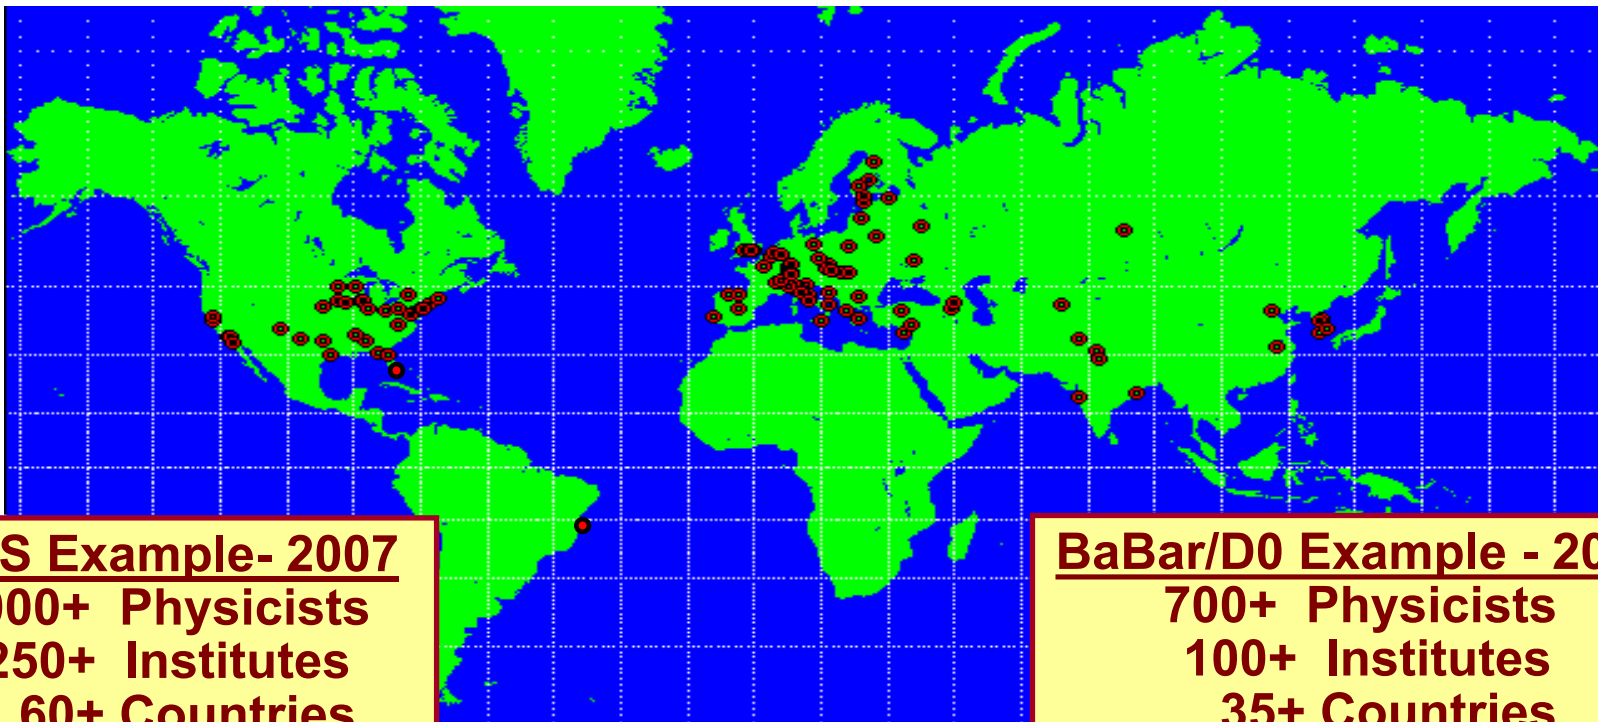 S Example- 2007
000+ Physicists
250+ Institutes
60+ Countries
BaBar/D0 Example - 20
700+ Physicists
100+ Institutes
35+ Countries